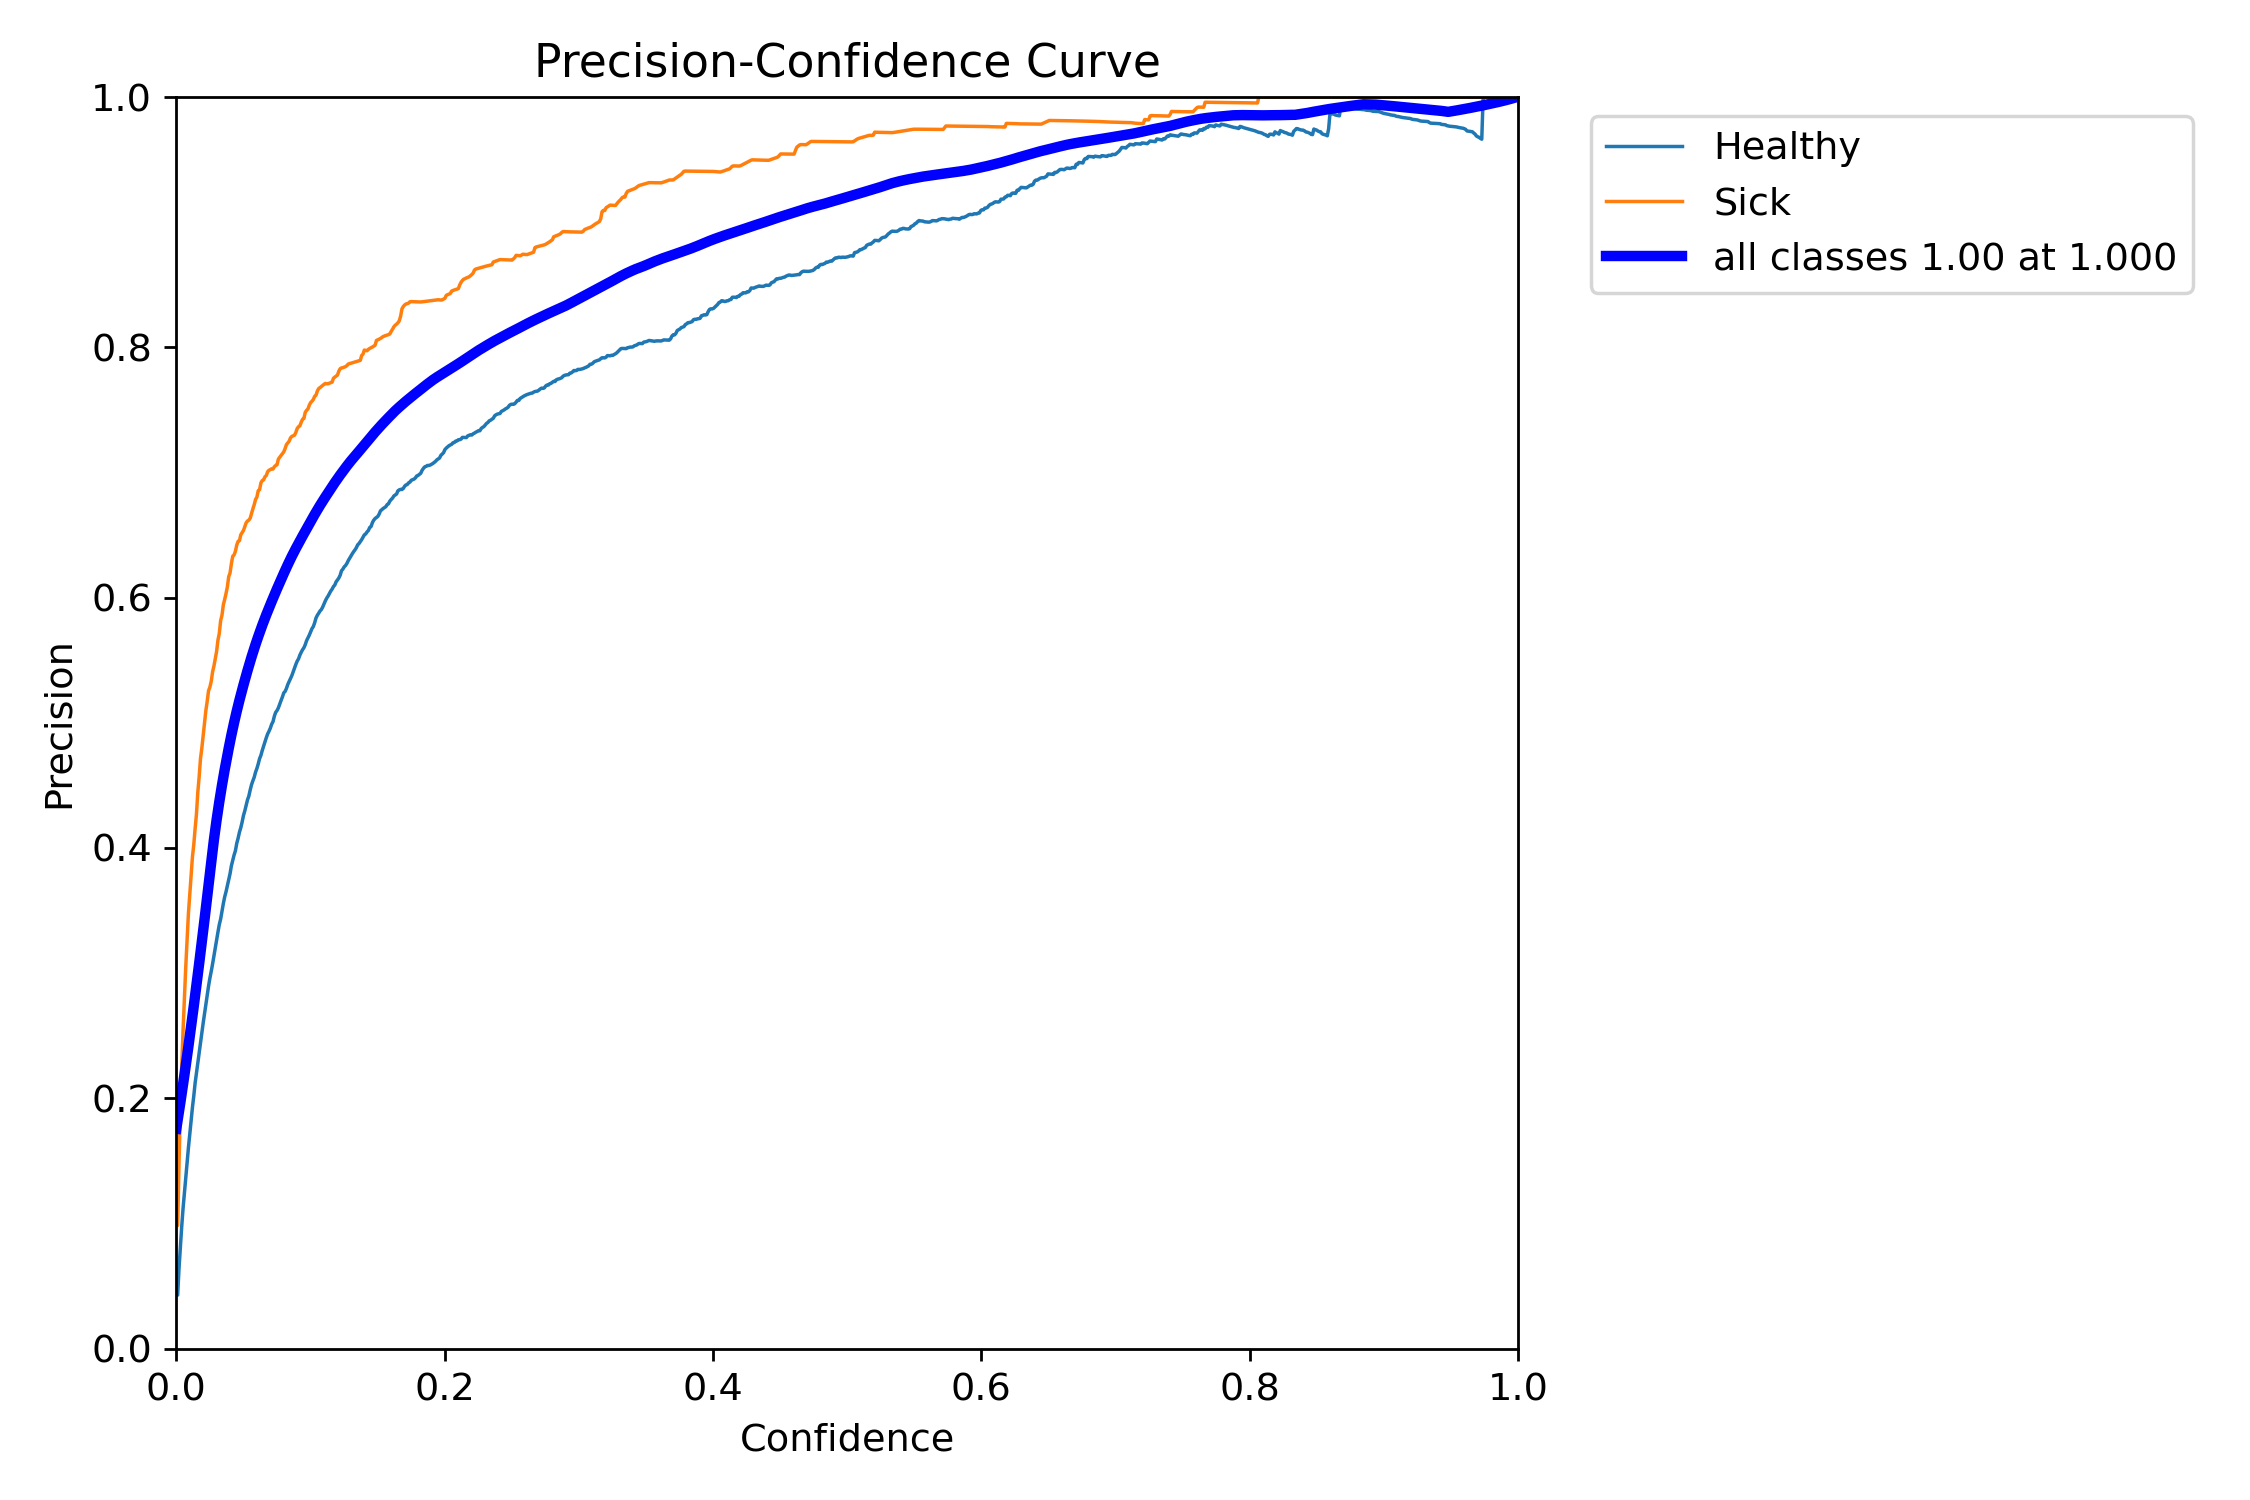 Precision-Confidence Curve
1.0
0.8
0.6
0.4
0.2
0.0
Precision
0.0 0.2 0.4 0.6 0.8 1.0
Confidence
Healthy
Sick
all classes 1.00 at 1.000